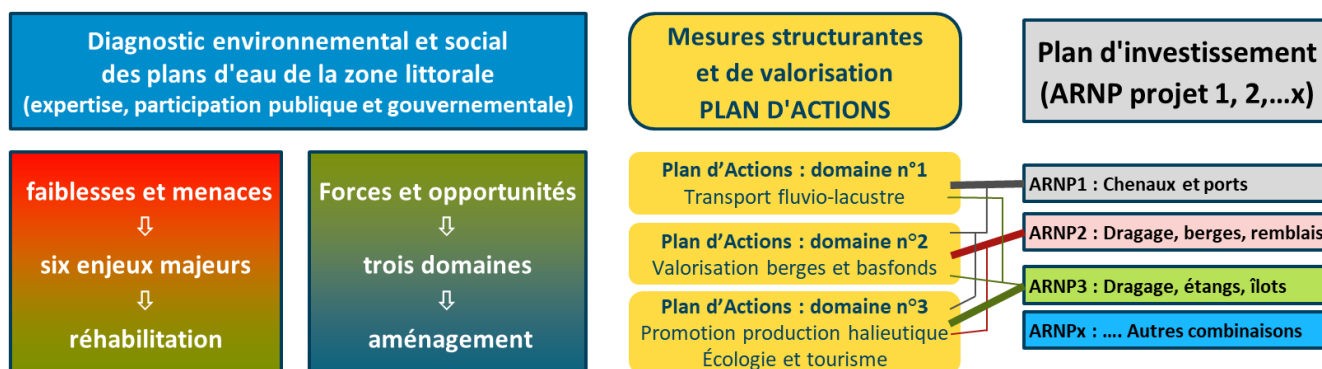 Diagnostic environnemental et social
des plans d'eau de la zone littorale
(expertise, participation publique et gouvernementale)
faiblesses et menaces
⇩
six enjeux majeurs
⇩
réhabilitation
Forces et opportunités
⇩
trois domaines
⇩
aménagement
Mesures structurantes
et de valorisation
PLAN D'ACTIONS
Plan d’Actions : domaine n°1
Transport fluvio-lacustre
Plan d’Actions : domaine n°2
Valorisation berges et basfonds
Plan d’Actions : domaine n°3
Promotion production halieutique
Écologie et tourisme
Plan d'investissement
(ARNP projet 1, 2,...x)
ARNP1 : Chenaux et ports
ARNP2 : Dragage, berges, remblais
ARNP3 : Dragage, étangs, îlots
ARNPx : .... Autres combinaisons